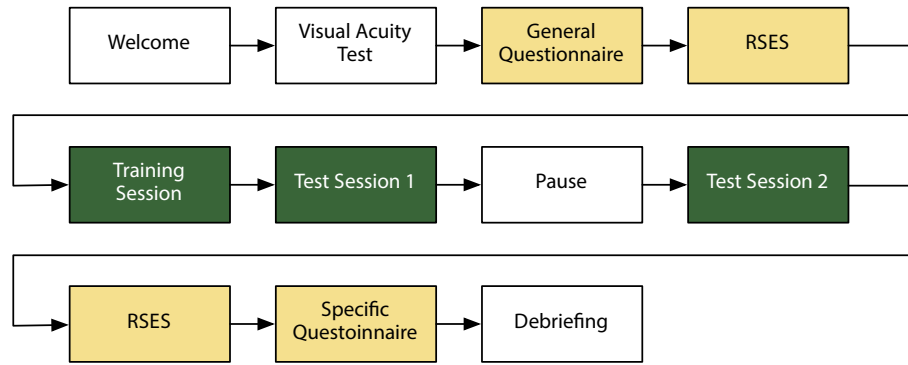 Welcome
Visual Acuity
Test
General
Questionnaire
RSES
Training
Session
Test Session 1
Pause
Test Session 2
RSES
Specific
Questoinnaire
Debriefing